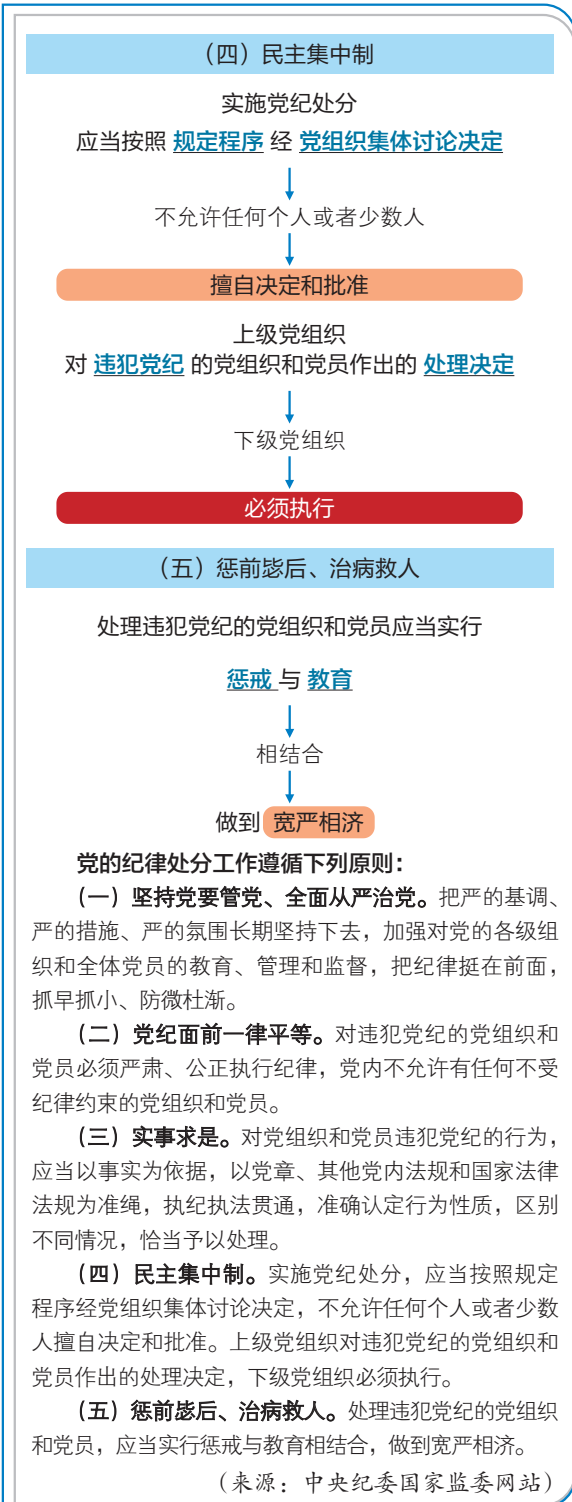 （四）民主集中制
实施党纪处分
应当按照 规定程序 经 党组织集体讨论决定
不允许任何个人或者少数人
擅自决定和批准
上级党组织
对 违犯党纪 的党组织和党员作出的 处理决定
下级党组织
必须执行
（五）惩前毖后、治病救人
处理违犯党纪的党组织和党员应当实行
惩戒 与 教育
相结合
做到 宽严相济
党的纪律处分工作遵循下列原则：
（一）坚持党要管党、全面从严治党。把严的基调、
严的措施、严的氛围长期坚持下去，加强对党的各级组
织和全体党员的教育、管理和监督，把纪律挺在前面，
抓早抓小、防微杜渐。
（二）党纪面前一律平等。对违犯党纪的党组织和
党员必须严肃、公正执行纪律，党内不允许有任何不受
纪律约束的党组织和党员。
（三）实事求是。对党组织和党员违犯党纪的行为，
应当以事实为依据，以党章、其他党内法规和国家法律
法规为准绳，执纪执法贯通，准确认定行为性质，区别
不同情况，恰当予以处理。
（四）民主集中制。实施党纪处分，应当按照规定
程序经党组织集体讨论决定，不允许任何个人或者少数
人擅自决定和批准。上级党组织对违犯党纪的党组织和
党员作出的处理决定，下级党组织必须执行。
（五）惩前毖后、治病救人。处理违犯党纪的党组织
和党员，应当实行惩戒与教育相结合，做到宽严相济。
（来源：中央纪委国家监委网站）